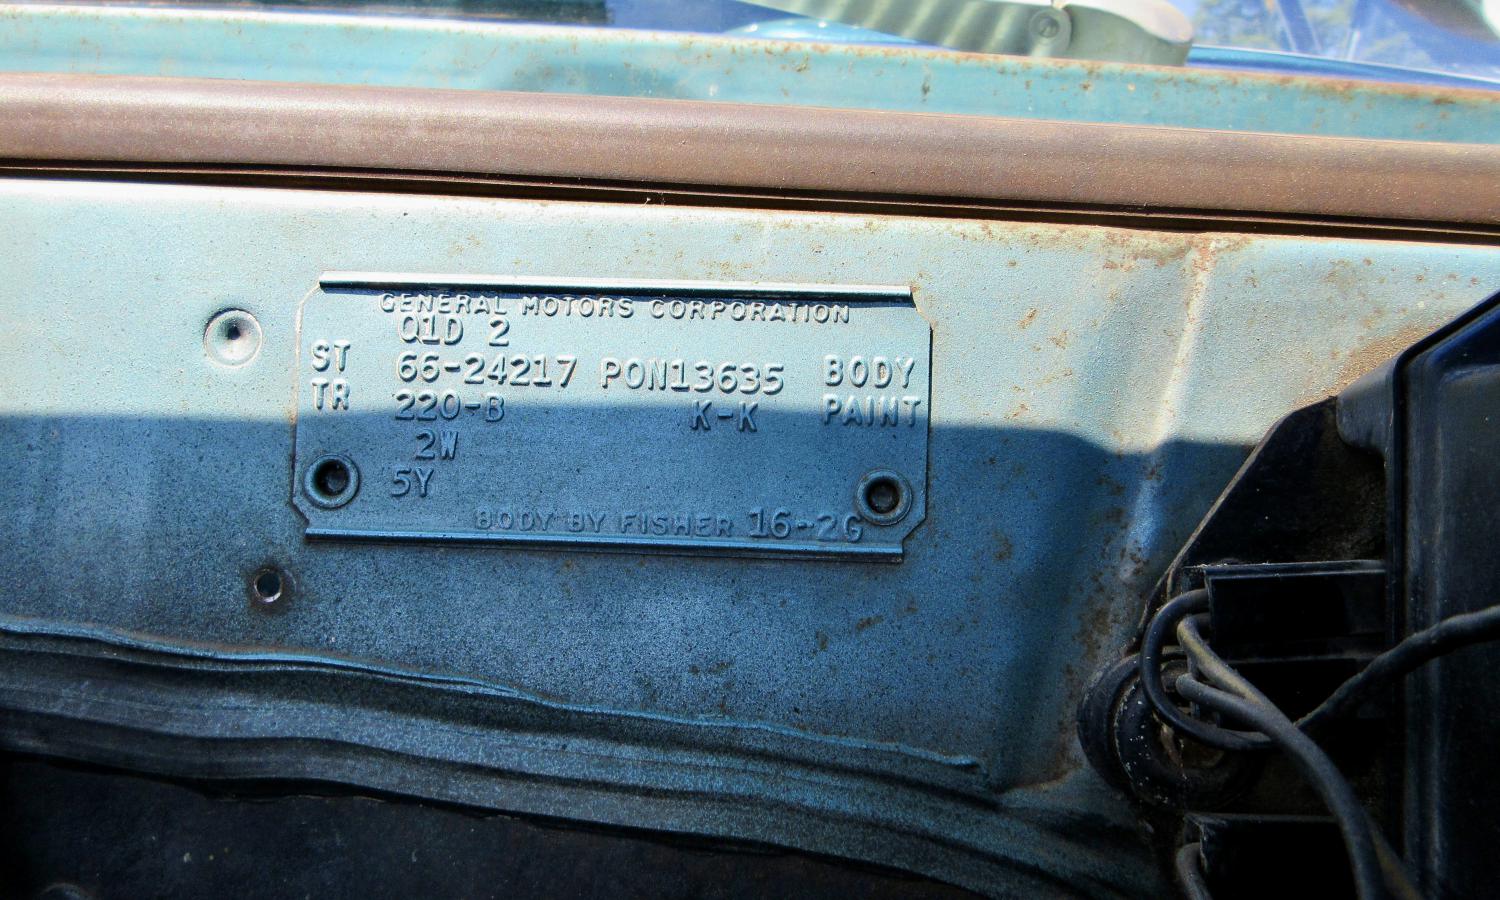 GENERAL MOTORS CORPORATION
01D 2
ST 66-24217 PON13635 BODY
TR 220-B K-K PAINT
2W
5Y
BODY BY FISHER 16-2G